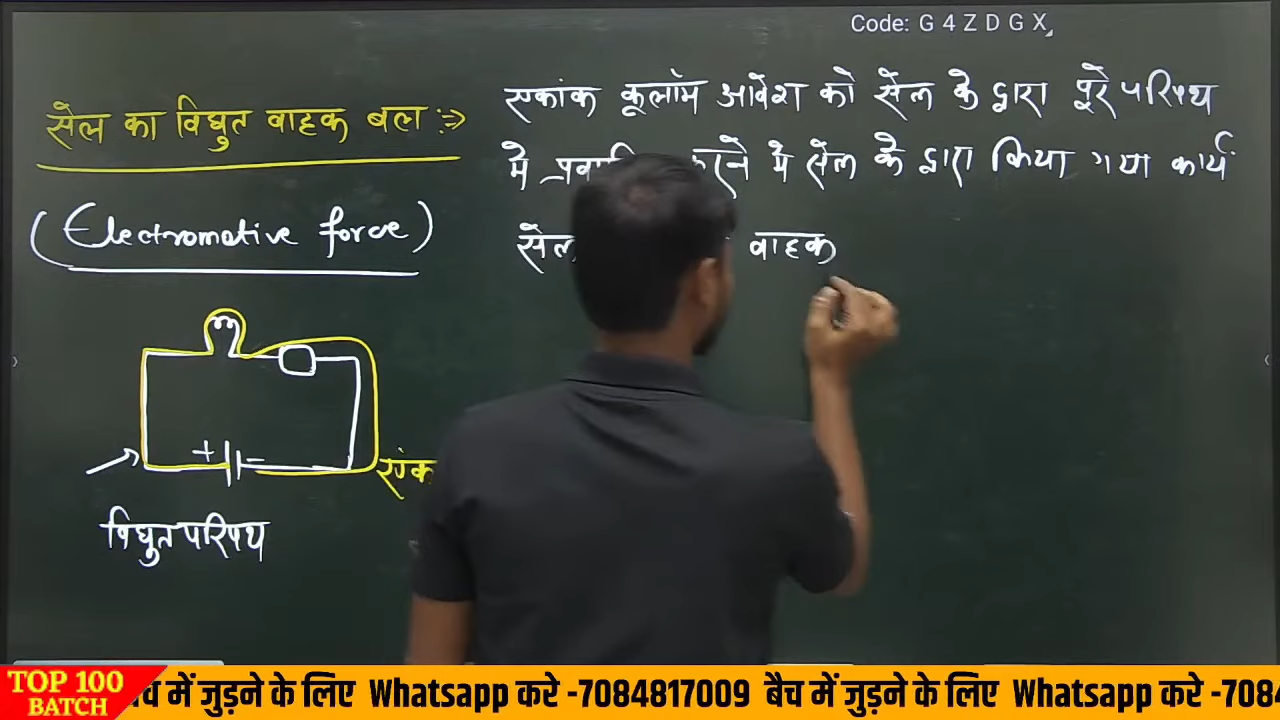 Code: G 4 Z D G X
सेल का विद्युत वाहक बल :->
(Electromotive force)
एकांक कूलॉम आवेश को सेल के द्वारा पूरे परिपथ
मे करने मे सेल के द्वारा किया गया कार्य
सेल वाहक
+ -
विद्युत परिपथ
TOP 100
BATCH
में जुड़ने के लिए Whatsapp करे -7084817009 बैच में जुड़ने के लिए Whatsapp करे -708